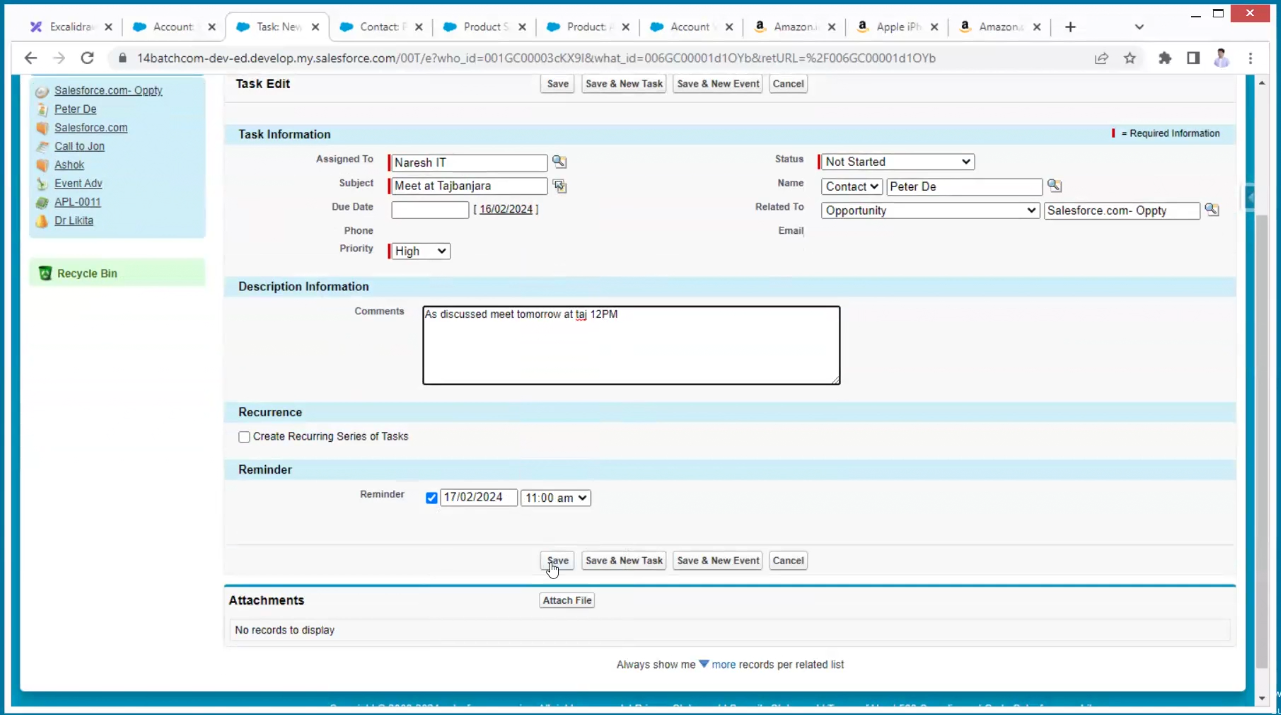 Excalidra
Account:
Task: Nev
Contact: P
Product S
Product: /
Account
Amazon.
Apple iPh
Amazon.
14batchcom-dev-ed.develop.my.salesforce.com/00T/e?who_id=001GC00003cKX9I&what_id=006GC00001d1OYb&retURL=%2F006GC00001d1OYb
Salesforce.com- Oppty
Peter De
Salesforce.com
Call to Jon
Ashok
Event Adv
APL-0011
Dr Likita
Recycle Bin
Task Edit
Save Save & New Task Save & New Event Cancel
Task Information
= Required Information
Assigned To Naresh IT
Status Not Started
Subject Meet at Tajbanjara
Name Contact Peter De
Due Date [ 16/02/2024 ]
Related To Opportunity Salesforce.com- Oppty
Phone
Email
Priority High
Description Information
Comments As discussed meet tomorrow at taj 12PM
Recurrence
Create Recurring Series of Tasks
Reminder
Reminder 17/02/2024 11:00 am
Save Save & New Task Save & New Event Cancel
Attachments Attach File
No records to display
Always show me more records per related list